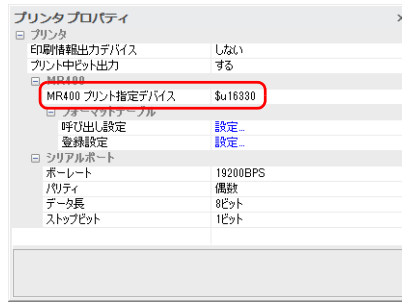 プリンタ プロパティ
プリンタ
印刷情報出力デバイス しない
プリント中ビット出力 する
MR400
MR400 プリント指定デバイス $u16330
フォーマットテーブル
呼び出し設定 設定...
登録設定 設定...
シリアルポート
ボーレート 19200BPS
パリティ 偶数
データ長 8ビット
ストップビット 1ビット